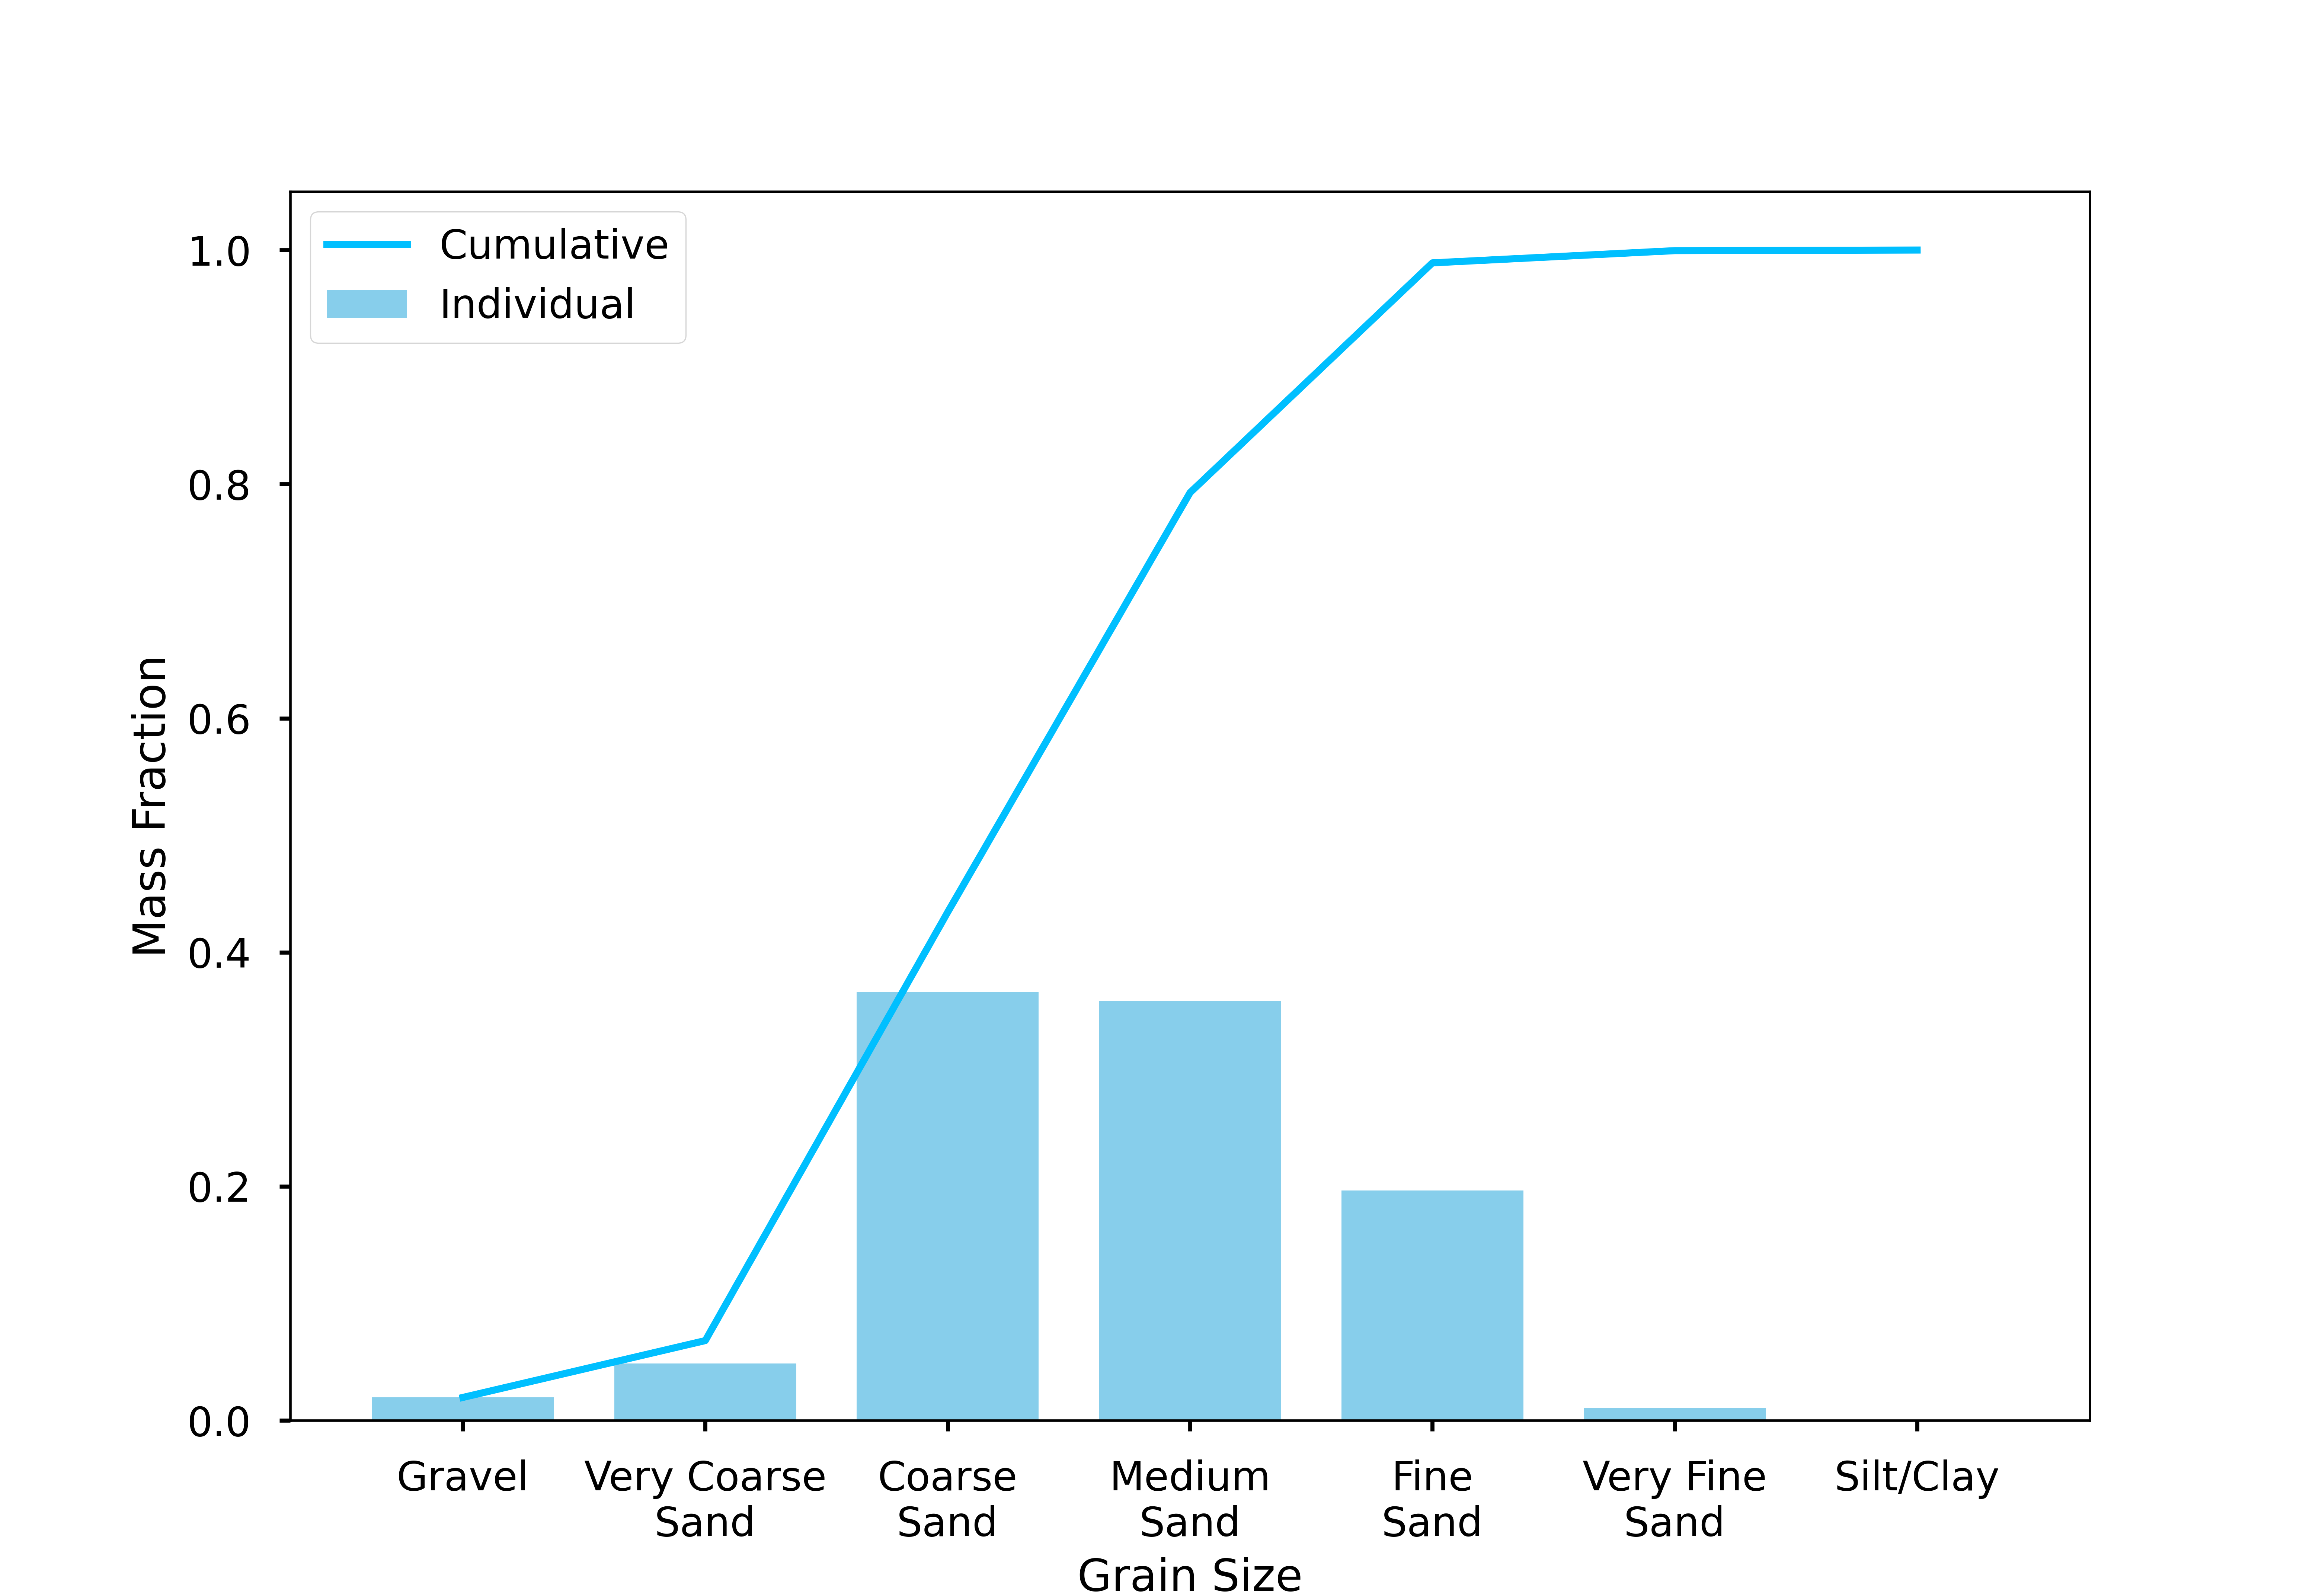 Cumulative
Individual
1.0
0.8
0.6
0.4
0.2
0.0
Mass Fraction
Gravel
Very Coarse
Sand
Coarse
Sand
Medium
Sand
Fine
Sand
Very Fine
Sand
Silt/Clay
Grain Size